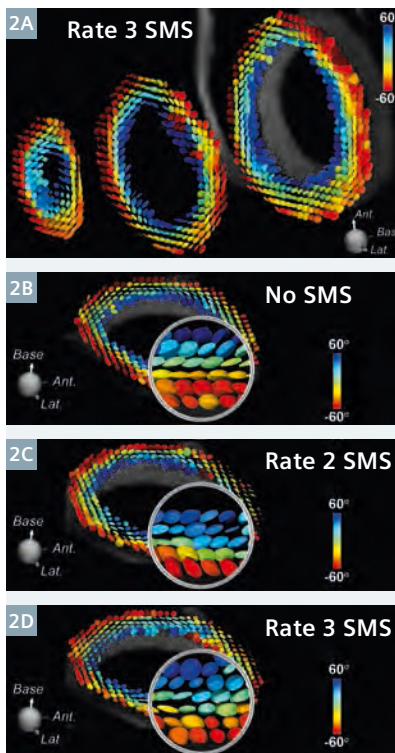 2A
Rate 3 SMS
60
-60
Ant.
Bas
Lat
2B
No SMS
Base
Ant.
Lat.
60°
-60°
2C
Rate 2 SMS
Base
Ant.
Lat.
60°
-60°
2D
Rate 3 SMS
Base
Ant.
Lat.
60°
-60°